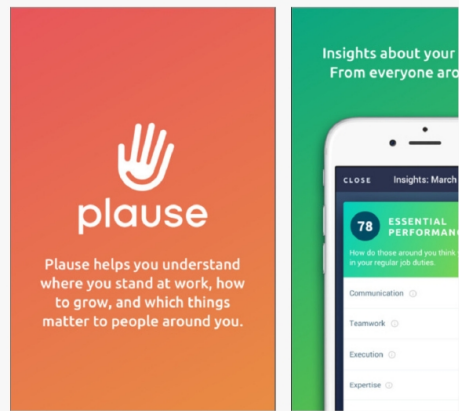 plause
Plause helps you understand
where you stand at work, how
to grow, and which things
matter to people around you.
Insights about your
From everyone aro
CLOSE Insights: March
78 ESSENTIAL
PERFORMAN
How do those around you think
in your regular job duties.
Communication
Teamwork
Execution
Expertise